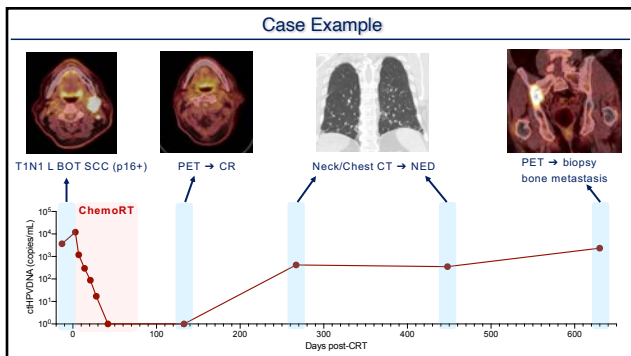 Case Example
T1N1 L BOT SCC (p16+)
PET → CR
Neck/Chest CT → NED
PET → biopsy
bone metastasis
ChemoRT
ctHPVDNA (copies/mL)
10⁵
10⁴
10³
10²
10¹
10⁰
0 100 200 300 400 500 600
Days post-CRT